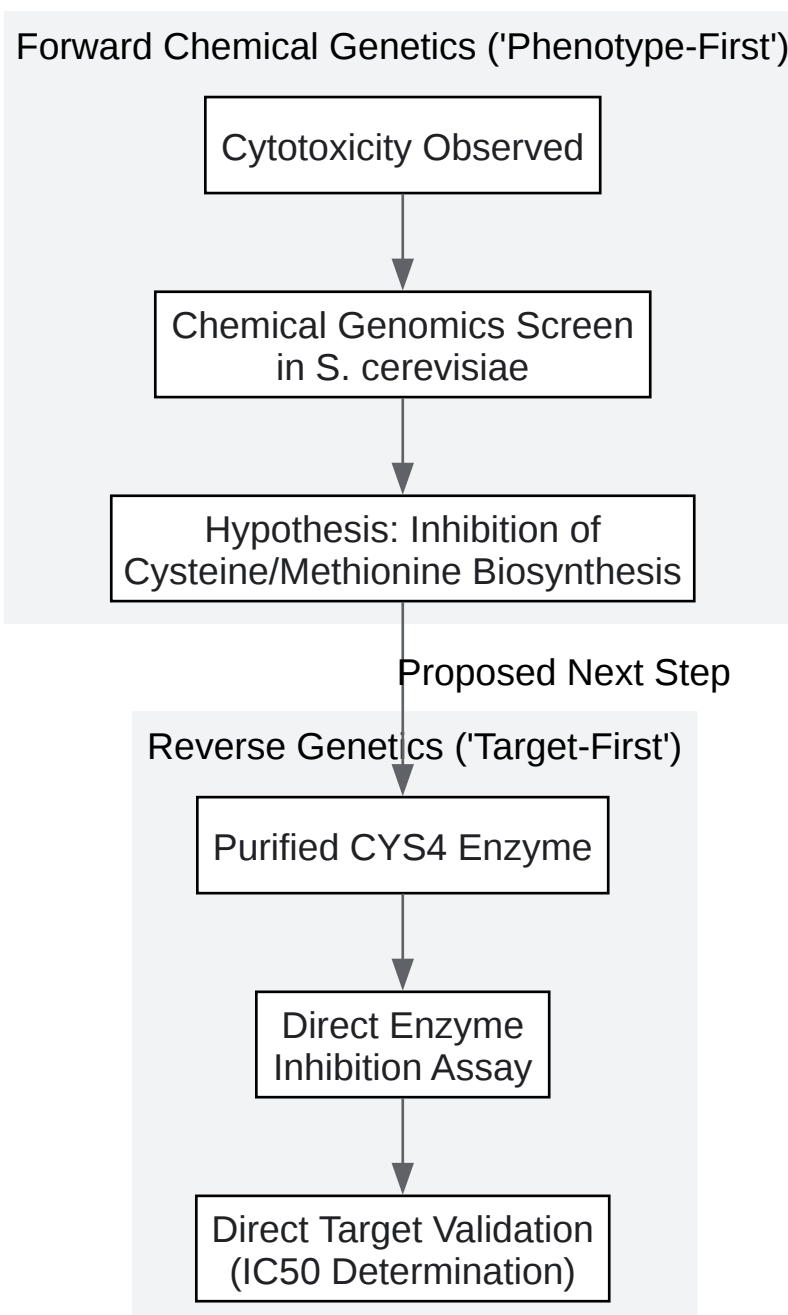 Forward Chemical Genetics ('Phenotype-First')
Cytotoxicity Observed
Chemical Genomics Screen
in S. cerevisiae
Hypothesis: Inhibition of
Cysteine/Methionine Biosynthesis
Proposed Next Step
Reverse Genetics ('Target-First')
Purified CYS4 Enzyme
Direct Enzyme
Inhibition Assay
Direct Target Validation
(IC50 Determination)